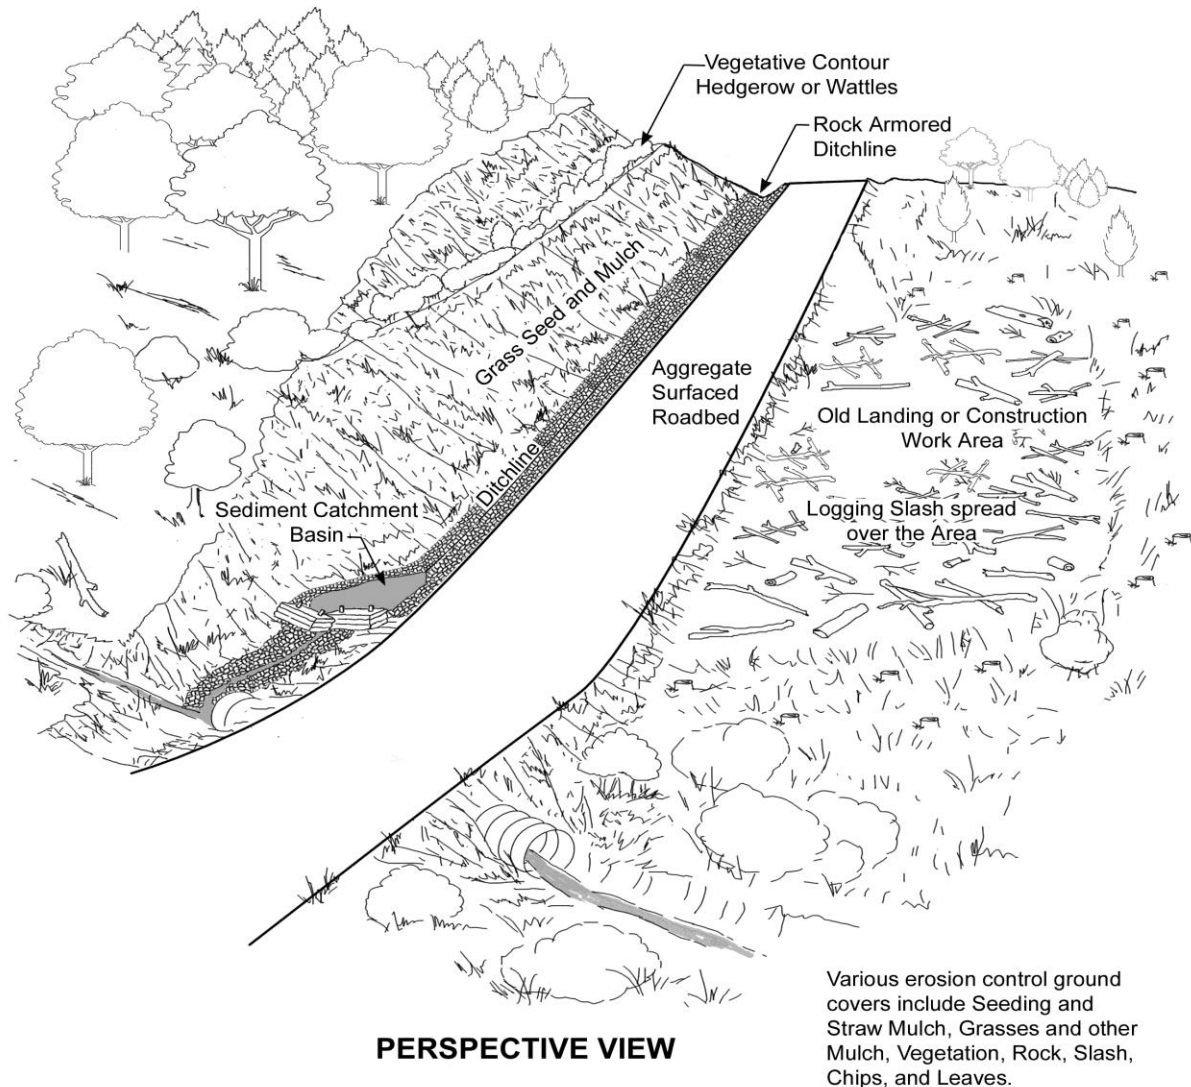 Vegetative Contour
Hedgerow or Wattles
Rock Armored
Ditchline
Grass Seed and Mulch
Aggregate
Surfaced
Roadbed
Old Landing or Construction
Work Area
Ditchline
Sediment Catchment
Basin
Logging Slash spread
over the Area
Various erosion control ground
covers include Seeding and
Straw Mulch, Grasses and other
Mulch, Vegetation, Rock, Slash,
Chips, and Leaves.
PERSPECTIVE VIEW